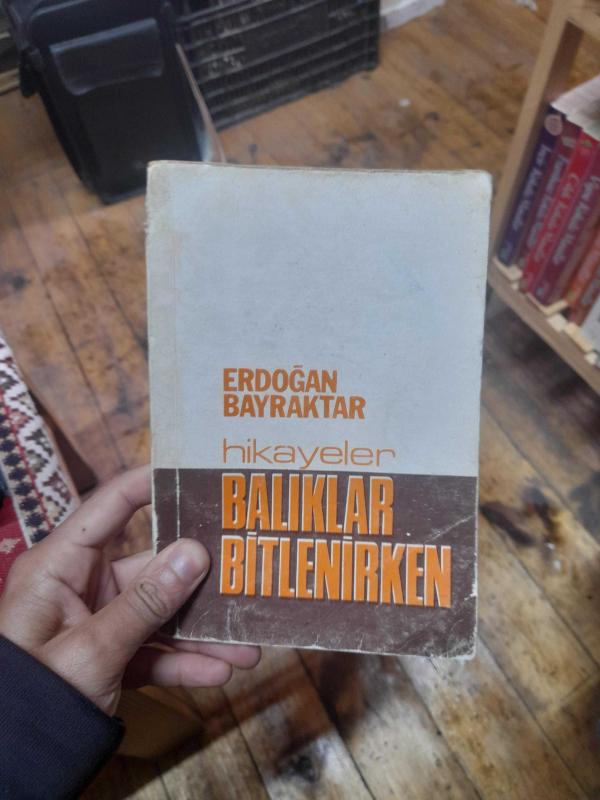 ERDOĞAN
BAYRAKTAR
hikayeler
BALIKLAR
BİTLENİRKEN